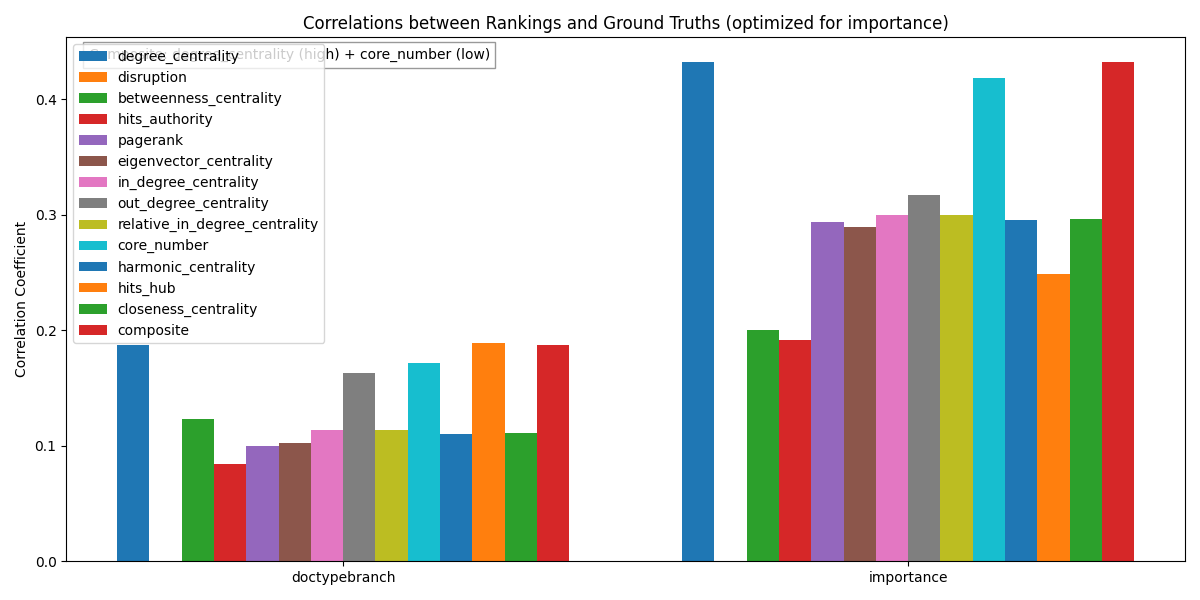 Correlations between Rankings and Ground Truths (optimized for importance)
Composite: degree_centrality (high) + core_number (low)
degree_centrality
disruption
betweenness_centrality
hits_authority
pagerank
eigenvector_centrality
in_degree_centrality
out_degree_centrality
relative_in_degree_centrality
core_number
harmonic_centrality
hits_hub
closeness_centrality
composite
Correlation Coefficient
0.4
0.3
0.2
0.1
0.0
doctypebranch
importance